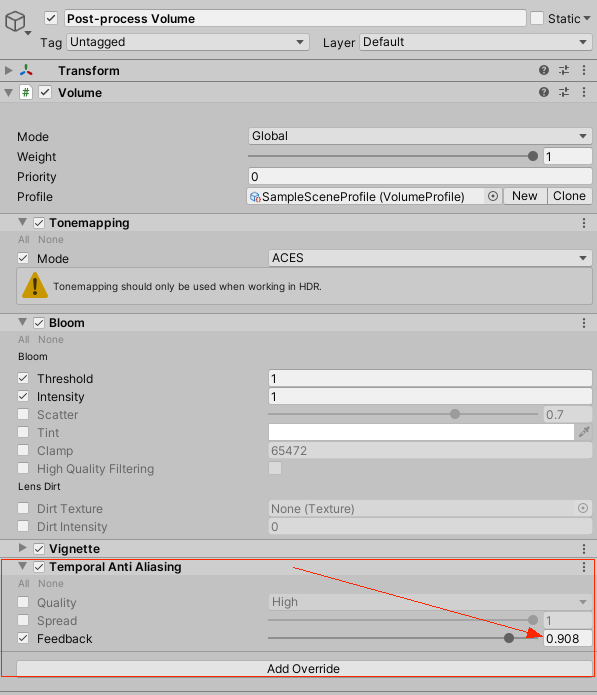 Post-process Volume Static
Tag Untagged Layer Default
Transform
# Volume
Mode Global
Weight 1
Priority 0
Profile SampleSceneProfile (VolumeProfile) New Clone
Tonemapping
All None
Mode ACES
Tonemapping should only be used when working in HDR.
Bloom
All None
Bloom
Threshold 1
Intensity 1
Scatter 0.7
Tint
Clamp 65472
High Quality Filtering
Lens Dirt
Dirt Texture None (Texture)
Dirt Intensity 0
Vignette
Temporal Anti Aliasing
All None
Quality High
Spread 1
Feedback 0.908
Add Override